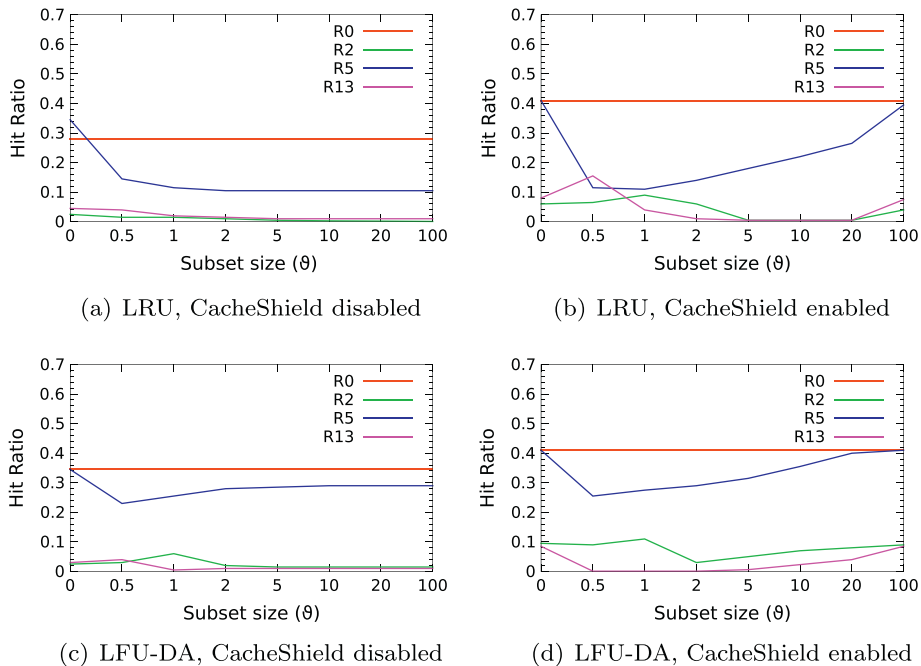 0.7
0.6
0.5
0.4
0.3
0.2
0.1
0
Hit Ratio
R0
R2
R5
R13
0 0.5 1 2 5 10 20 100
Subset size (ϑ)
(a) LRU, CacheShield disabled
0.7
0.6
0.5
0.4
0.3
0.2
0.1
0
Hit Ratio
R0
R2
R5
R13
0 0.5 1 2 5 10 20 100
Subset size (ϑ)
(b) LRU, CacheShield enabled
0.7
0.6
0.5
0.4
0.3
0.2
0.1
0
Hit Ratio
R0
R2
R5
R13
0 0.5 1 2 5 10 20 100
Subset size (ϑ)
(c) LFU-DA, CacheShield disabled
0.7
0.6
0.5
0.4
0.3
0.2
0.1
0
Hit Ratio
R0
R2
R5
R13
0 0.5 1 2 5 10 20 100
Subset size (ϑ)
(d) LFU-DA, CacheShield enabled